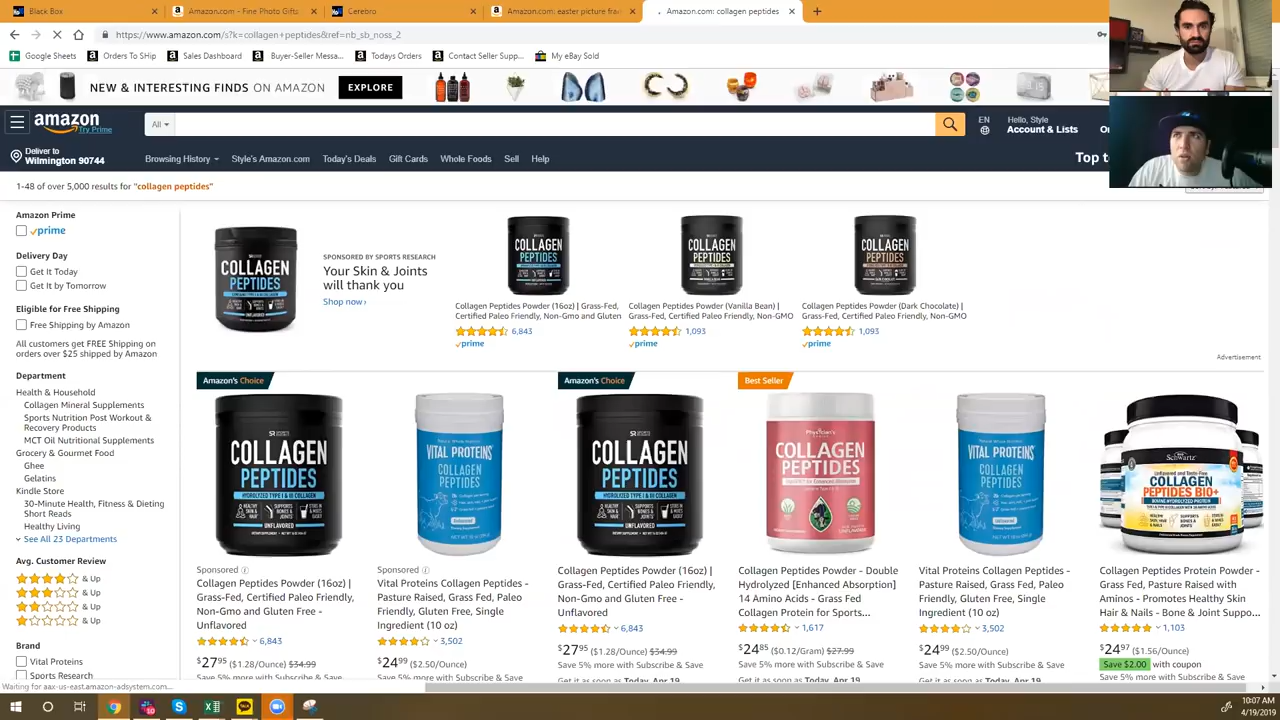 Black Box
Amazon.com - Fine Photo Gifts
Cerebro
Amazon.com: easter picture fra
Amazon.com: collagen peptides
https://www.amazon.com/s?k=collagen+peptides&ref=nb_sb_noss_2
Google Sheets
Orders To SHip
Sales Dashboard
Buyer-Seller Messa...
Todays Orders
Contact Seller Supp...
My eBay Sold
NEW & INTERESTING FINDS ON AMAZON
EXPLORE
amazon
Try Prime
All
EN
Hello, Style
Account & Lists
Or
Deliver to
Wilmington 90744
Browsing History
Style's Amazon.com
Today's Deals
Gift Cards
Whole Foods
Sell
Help
Top to
1-48 of over 5,000 results for "collagen peptides"
Amazon Prime
prime
Delivery Day
Get It Today
Get It by Tomorrow
Eligible for Free Shipping
Free Shipping by Amazon
All customers get FREE Shipping on
orders over $25 shipped by Amazon
Department
Health & Household
Collagen Mineral Supplements
Sports Nutrition Post Workout &
Recovery Products
MCT Oil Nutritional Supplements
Grocery & Gourmet Food
Ghee
Gelatins
Kindle Store
30-Minute Health, Fitness & Dieting
Short Reads
Healthy Living
See All 23 Departments
Avg. Customer Review
& Up
& Up
& Up
& Up
Brand
Vital Proteins
Sports Research
COLLAGEN
PEPTIDES
UNFLAVORED
SPONSORED BY SPORTS RESEARCH
Your Skin & Joints
will thank you
Shop now ›
COLLAGEN
PEPTIDES
Collagen Peptides Powder (16oz) | Grass-Fed,
Certified Paleo Friendly, Non-Gmo and Gluten
6,843
prime
COLLAGEN
PEPTIDES
Collagen Peptides Powder (Vanilla Bean) |
Grass-Fed, Certified Paleo Friendly, Non-GMO
1,093
prime
COLLAGEN
PEPTIDES
Collagen Peptides Powder (Dark Chocolate) |
Grass-Fed, Certified Paleo Friendly, Non-GMO
1,093
prime
Advertisement
Amazon's Choice
COLLAGEN
PEPTIDES
HYDROLYZED TYPE I & III COLLAGEN
UNFLAVORED
Sponsored
Collagen Peptides Powder (16oz) |
Grass-Fed, Certified Paleo Friendly,
Non-Gmo and Gluten Free -
Unflavored
6,843
$27.95 ($1.28/Ounce) $34.99
Save 5% more with Subscribe & Save
VITAL PROTEINS
COLLAGEN
PEPTIDES
Sponsored
Vital Proteins Collagen Peptides -
Pasture Raised, Grass Fed, Paleo
Friendly, Gluten Free, Single
Ingredient (10 oz)
3,502
$24.99 ($2.50/Ounce)
Save 5% more with Subscribe & Save
Amazon's Choice
COLLAGEN
PEPTIDES
HYDROLYZED TYPE I & III COLLAGEN
UNFLAVORED
Collagen Peptides Powder (16oz) |
Grass-Fed, Certified Paleo Friendly,
Non-Gmo and Gluten Free -
Unflavored
6,843
$27.95 ($1.28/Ounce) $34.99
Save 5% more with Subscribe & Save
Get it as soon as Today, Apr 19
Best Seller
COLLAGEN
PEPTIDES
Collagen Peptides Powder - Double
Hydrolyzed [Enhanced Absorption]
14 Amino Acids - Grass Fed
Collagen Protein for Sports...
1,617
$24.85 ($0.12/Gram) $27.99
Save 5% more with Subscribe & Save
Get it as soon as Today, Apr 19
VITAL PROTEINS
COLLAGEN
PEPTIDES
Vital Proteins Collagen Peptides -
Pasture Raised, Grass Fed, Paleo
Friendly, Gluten Free, Single
Ingredient (10 oz)
3,502
$24.99 ($2.50/Ounce)
Save 5% more with Subscribe & Save
Get it as soon as Today, Apr 19
Schwartz
COLLAGEN
PEPTIDES BIO+
Collagen Peptides Protein Powder -
Grass Fed, Pasture Raised with
Aminos - Promotes Healthy Skin
Hair & Nails - Bone & Joint Suppo...
1,103
$24.97 ($1.56/Ounce)
Save $2.00 with coupon
Save 5% more with Subscribe & Save
Waiting for aax-us-east.amazon-adsystem.com...
10:07 AM
4/19/2019